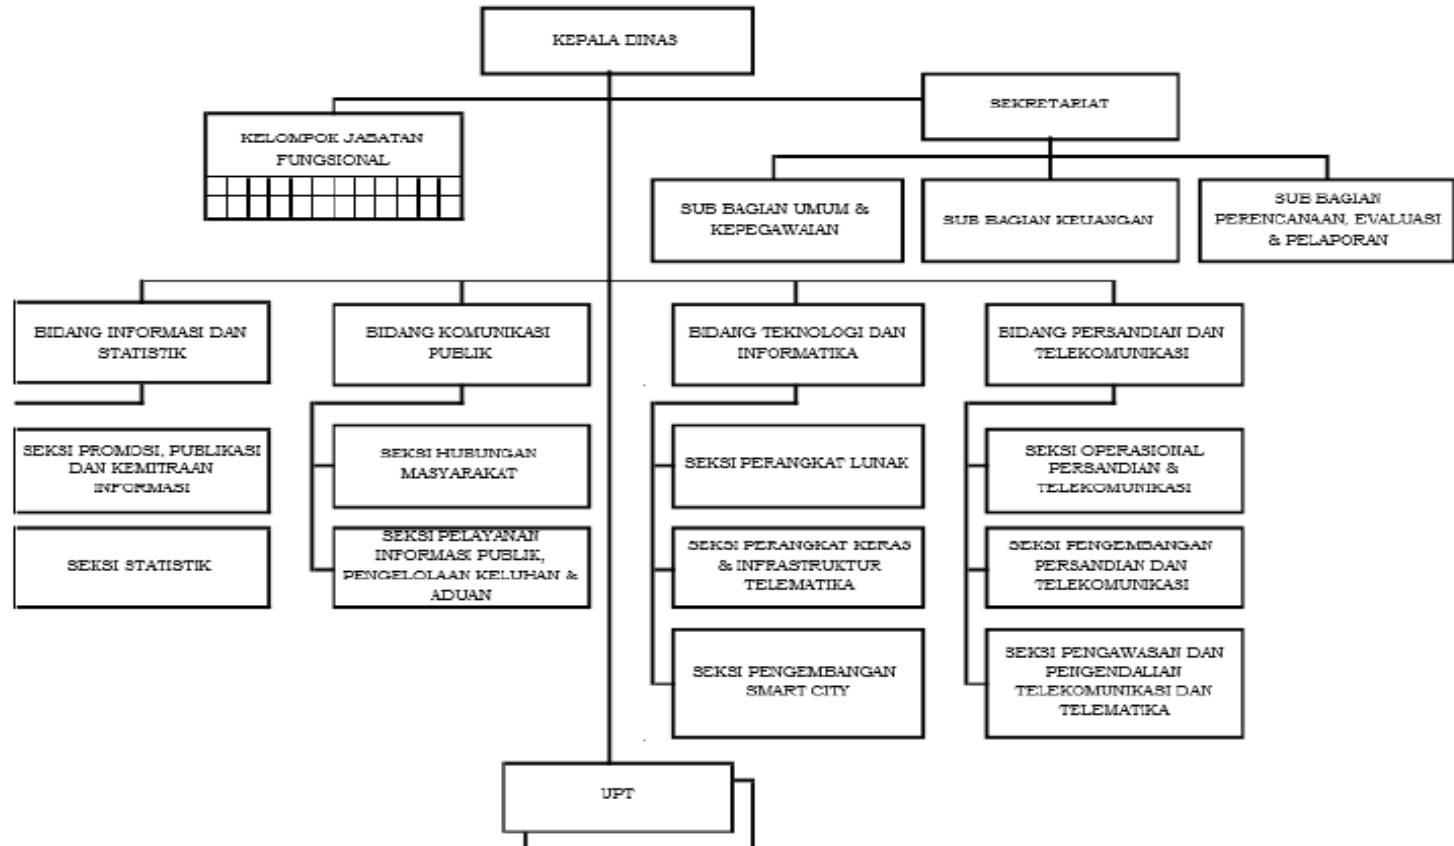 KEPALA DINAS
SEKRETARIAT
KELOMPOK JABATAN
FUNGSIONAL
SUB BAGIAN UMUM &
KEPEGAWAIAN
SUB BAGIAN KEUANGAN
SUB BAGIAN
PERENCANAAN, EVALUASI
& PELAPORAN
BIDANG INFORMASI DAN
STATISTIK
BIDANG KOMUNIKASI
PUBLIK
BIDANG TEKNOLOGI DAN
INFORMATIKA
BIDANG PERSANDIAN DAN
TELEKOMUNIKASI
SEKSI PROMOSI, PUBLIKASI
DAN KEMITRAAN
INFORMASI
SEKSI HUBUNGAN
MASYARAKAT
SEKSI PERANGKAT LUNAK
SEKSI OPERASIONAL
PERSANDIAN &
TELEKOMUNIKASI
SEKSI STATISTIK
SEKSI PELAYANAN
INFORMASI PUBLIK,
PENGELOLAAN KELUHAN &
ADUAN
SEKSI PERANGKAT KERAS
& INFRASTRUKTUR
TELEMATIKA
SEKSI PENGEMBANGAN
PERSANDIAN DAN
TELEKOMUNIKASI
SEKSI PENGEMBANGAN
SMART CITY
SEKSI PENGAWASAN DAN
PENGENDALIAN
TELEKOMUNIKASI DAN
TELEMATIKA
UPT